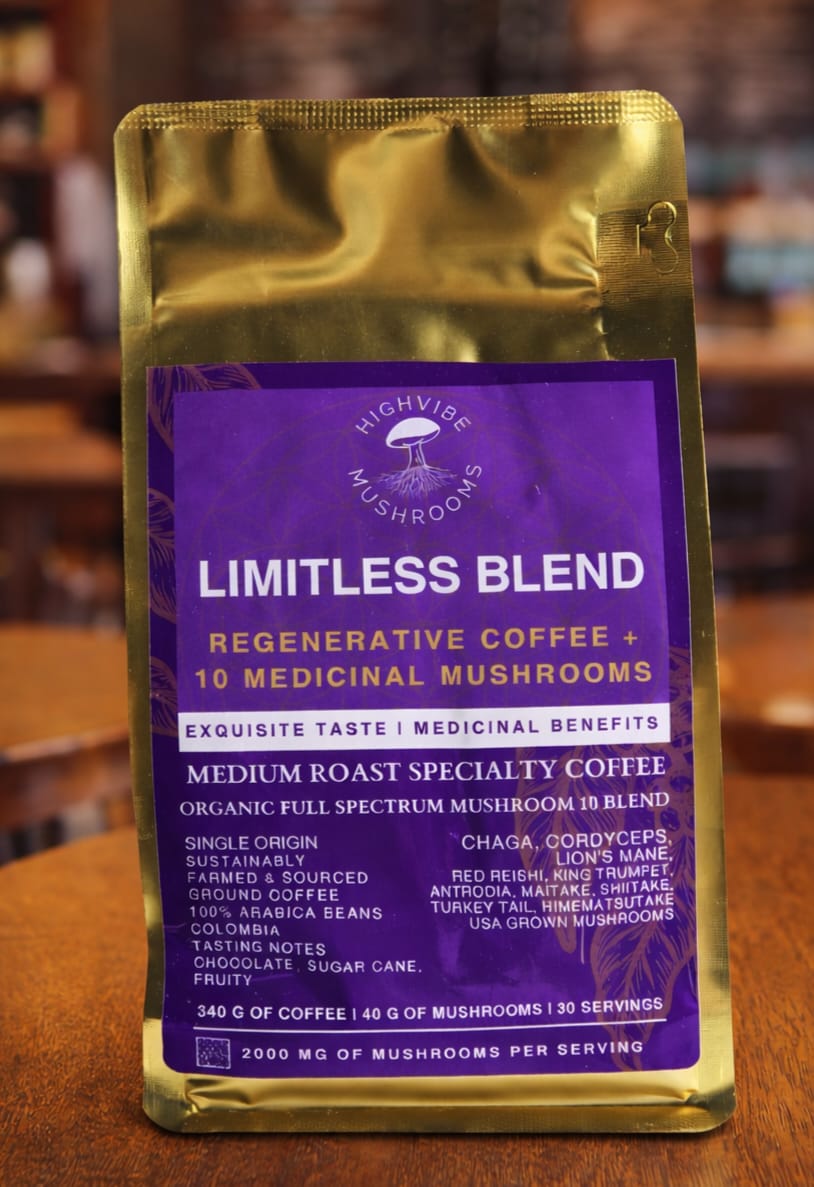 HIGHVIBE
MUSHROOMS
LIMITLESS BLEND
REGENERATIVE COFFEE +
10 MEDICINAL MUSHROOMS
EXQUISITE TASTE | MEDICINAL BENEFITS
MEDIUM ROAST SPECIALTY COFFEE
ORGANIC FULL SPECTRUM MUSHROOM 10 BLEND
SINGLE ORIGIN
SUSTAINABLY
FARMED & SOURCED
GROUND COFFEE
100% ARABICA BEANS
COLOMBIA
TASTING NOTES
CHOCOLATE, SUGAR CANE,
FRUITY
CHAGA, CORDYCEPS,
LION'S MANE,
RED REISHI, KING TRUMPET,
ANTRODIA, MAITAKE, SHIITAKE,
TURKEY TAIL, HIMEMATSUTAKE
USA GROWN MUSHROOMS
340 G OF COFFEE | 40 G OF MUSHROOMS | 30 SERVINGS
2000 MG OF MUSHROOMS PER SERVING